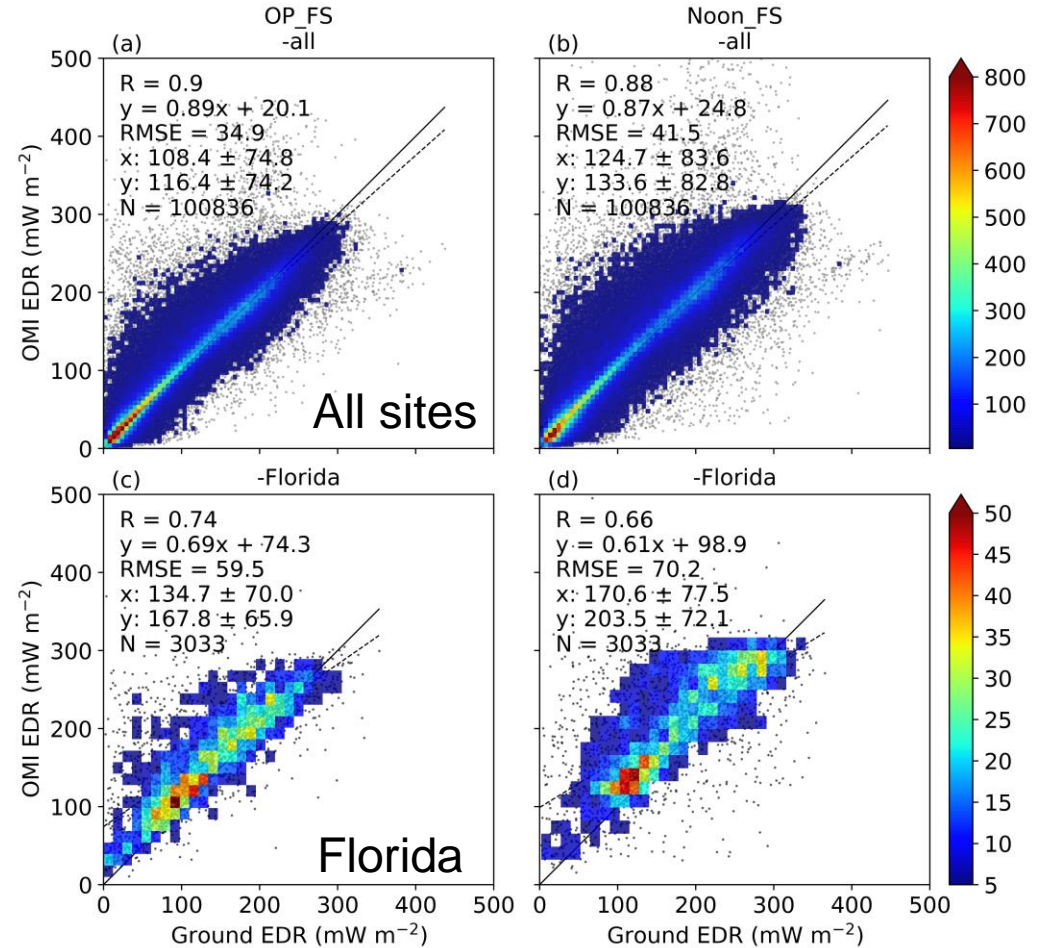 OP_FS
-all
(a)
R = 0.9
y = 0.89x + 20.1
RMSE = 34.9
x: 108.4 ± 74.8
y: 116.4 ± 74.2
N = 100836
All sites
500
400
300
200
100
0
OMI EDR (mW m⁻²)
0 100 200 300 400 500
Noon_FS
-all
(b)
R = 0.88
y = 0.87x + 24.8
RMSE = 41.5
x: 124.7 ± 83.6
y: 133.6 ± 82.8
N = 100836
800
700
600
500
400
300
200
100
(c)
-Florida
R = 0.74
y = 0.69x + 74.3
RMSE = 59.5
x: 134.7 ± 70.0
y: 167.8 ± 65.9
N = 3033
Florida
500
400
300
200
100
0
OMI EDR (mW m⁻²)
0 100 200 300 400 500
Ground EDR (mW m⁻²)
(d)
-Florida
R = 0.66
y = 0.61x + 98.9
RMSE = 70.2
x: 170.6 ± 77.5
y: 203.5 ± 72.1
N = 3033
0 100 200 300 400 500
Ground EDR (mW m⁻²)
50
45
40
35
30
25
20
15
10
5